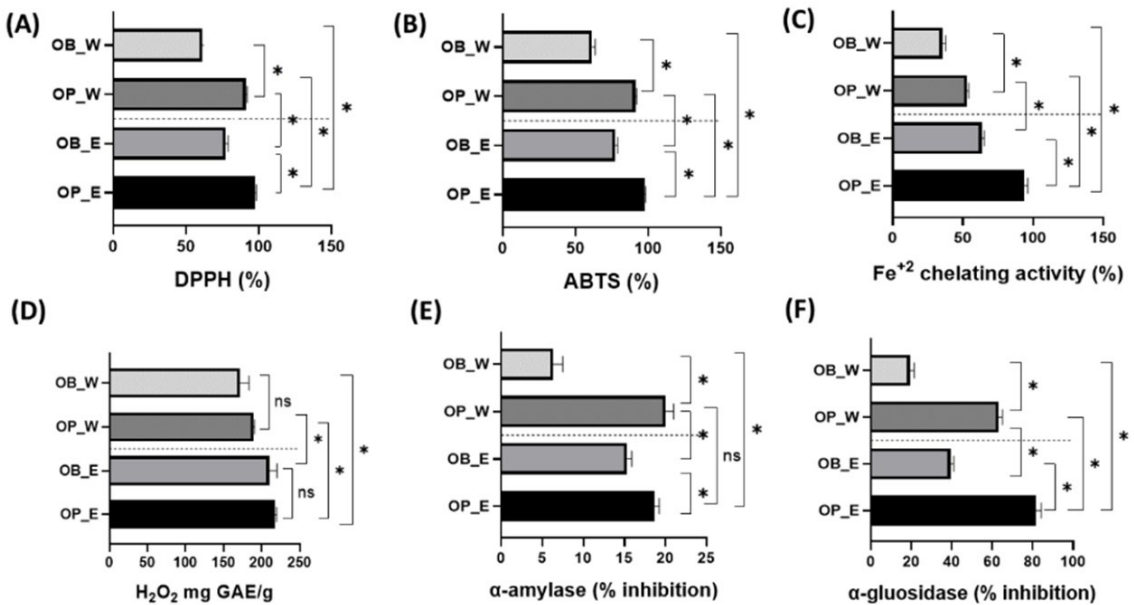 (A)
OB_W
OP_W
OB_E
OP_E
* * * * *
0 50 100 150
DPPH (%)
(B)
OB_W
OP_W
OB_E
OP_E
* * * * *
0 50 100 150
ABTS (%)
(C)
OB_W
OP_W
OB_E
OP_E
* * * * *
0 50 100 150
Fe⁺² chelating activity (%)
(D)
OB_W
OP_W
OB_E
OP_E
ns * ns * *
0 50 100 150 200 250
H₂O₂ mg GAE/g
(E)
OB_W
OP_W
OB_E
OP_E
* * * ns *
0 5 10 15 20 25
α-amylase (% inhibition)
(F)
OB_W
OP_W
OB_E
OP_E
* * * * *
0 20 40 60 80 100
α-gluosidase (% inhibition)